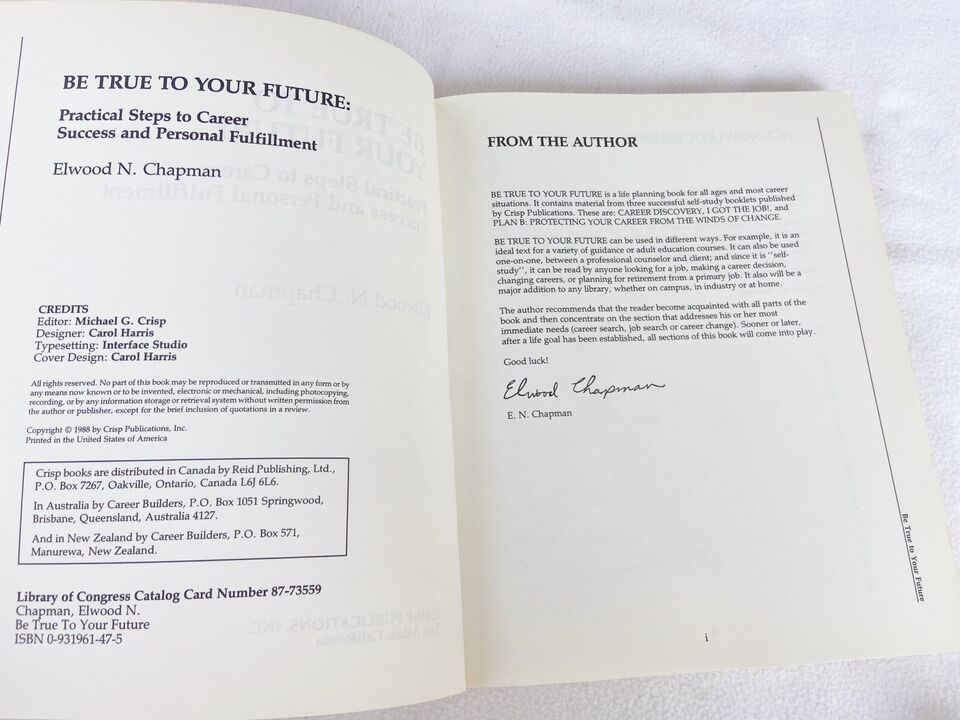 BE TRUE TO YOUR FUTURE:
Practical Steps to Career
Success and Personal Fulfillment
Elwood N. Chapman
CREDITS
Editor: Michael G. Crisp
Designer: Carol Harris
Typesetting: Interface Studio
Cover Design: Carol Harris
All rights reserved. No part of this book may be reproduced or transmitted in any form or by
any means now known or to be invented, electronic or mechanical, including photocopying,
recording, or by any information storage or retrieval system without written permission from
the author or publisher, except for the brief inclusion of quotations in a review.
Copyright © 1988 by Crisp Publications, Inc.
Printed in the United States of America
Crisp books are distributed in Canada by Reid Publishing, Ltd.,
P.O. Box 7267, Oakville, Ontario, Canada L6J 6L6.
In Australia by Career Builders, P.O. Box 1051 Springwood,
Brisbane, Queensland, Australia 4127.
And in New Zealand by Career Builders, P.O. Box 571,
Manurewa, New Zealand.
Library of Congress Catalog Card Number 87-73559
Chapman, Elwood N.
Be True To Your Future
ISBN 0-931961-47-5
FROM THE AUTHOR
BE TRUE TO YOUR FUTURE is a life planning book for all ages and most career
situations. It contains material from three successful self-study booklets published
by Crisp Publications. These are: CAREER DISCOVERY, I GOT THE JOB!, and
PLAN B: PROTECTING YOUR CAREER FROM THE WINDS OF CHANGE.
BE TRUE TO YOUR FUTURE can be used in different ways. For example, it is an
ideal text for a variety of guidance or adult education courses. It can also be used
one-on-one, between a professional counselor and client; and since it is "self-
study", it can be read by anyone looking for a job, making a career decision,
changing careers, or planning for retirement from a primary job. It also will be a
major addition to any library, whether on campus, in industry or at home.
The author recommends that the reader become acquainted with all parts of the
book and then concentrate on the section that addresses his or her most
immediate needs (career search, job search or career change). Sooner or later,
after a life goal has been established, all sections of this book will come into play.
Good luck!
Elwood Chapman
E. N. Chapman
Be True to Your Future
i